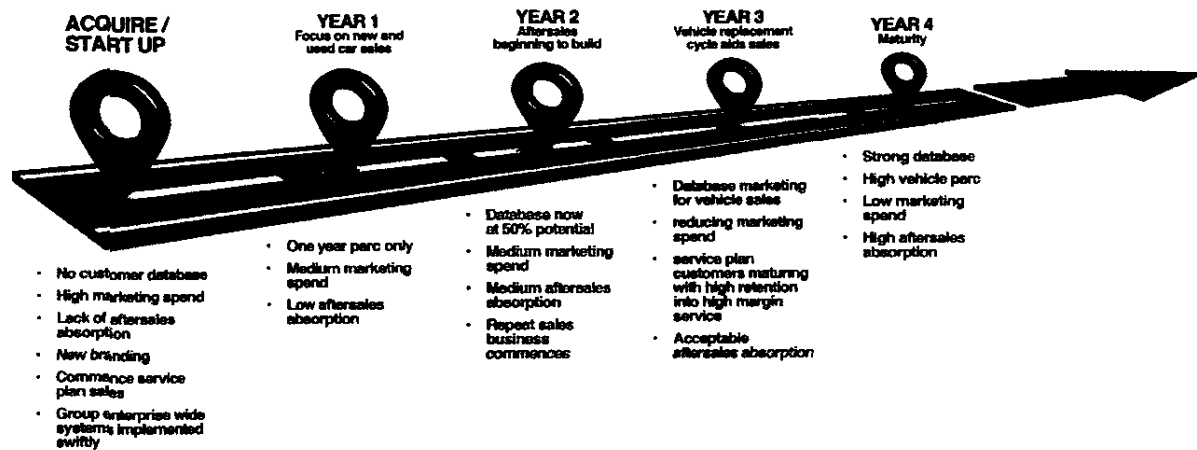 ACQUIRE /
START UP
YEAR 1
Focus on new and
used car sales
YEAR 2
Aftersales
beginning to build
YEAR 3
Vehicle replacement
cycle aids sales
YEAR 4
Maturity
• No customer database
• High marketing spend
• Lack of aftersales
absorption
• New branding
• Commence service
plan sales
• Group enterprise wide
systems implemented
swiftly
• One year parc only
• Medium marketing
spend
• Low aftersales
absorption
• Database now
at 50% potential
• Medium marketing
spend
• Medium aftersales
absorption
• Repeat sales
business
commences
• Database marketing
for vehicle sales
• reducing marketing
spend
• service plan
customers maturing
with high retention
into high margin
service
• Acceptable
aftersales absorption
• Strong database
• High vehicle parc
• Low marketing
spend
• High aftersales
absorption